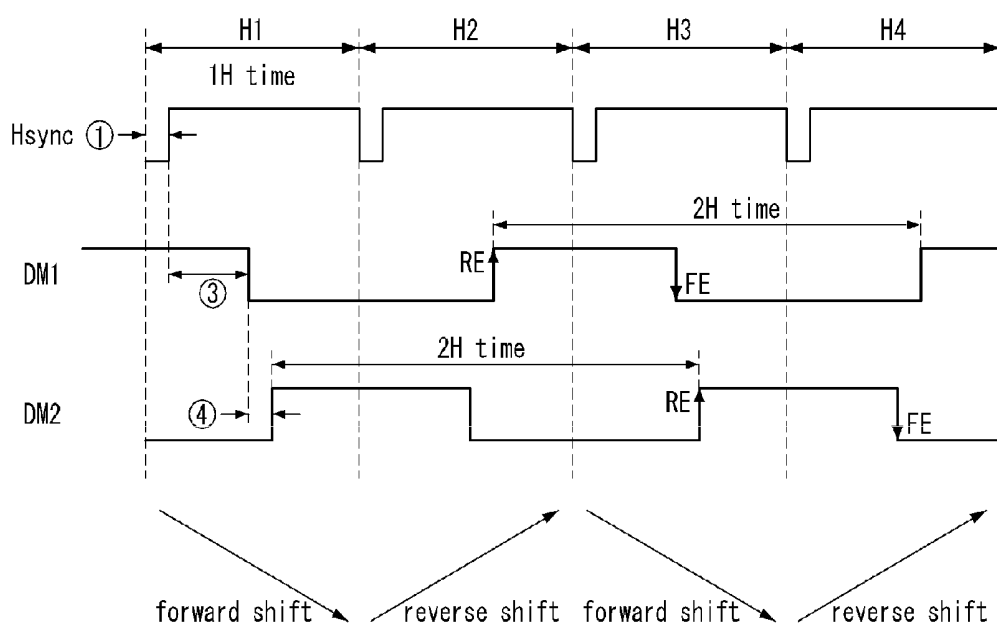 H1 H2 H3 H4
1H time
Hsync ①
2H time
DM1 RE
③ FE
2H time
DM2 ④ RE
FE
forward shift reverse shift forward shift reverse shift